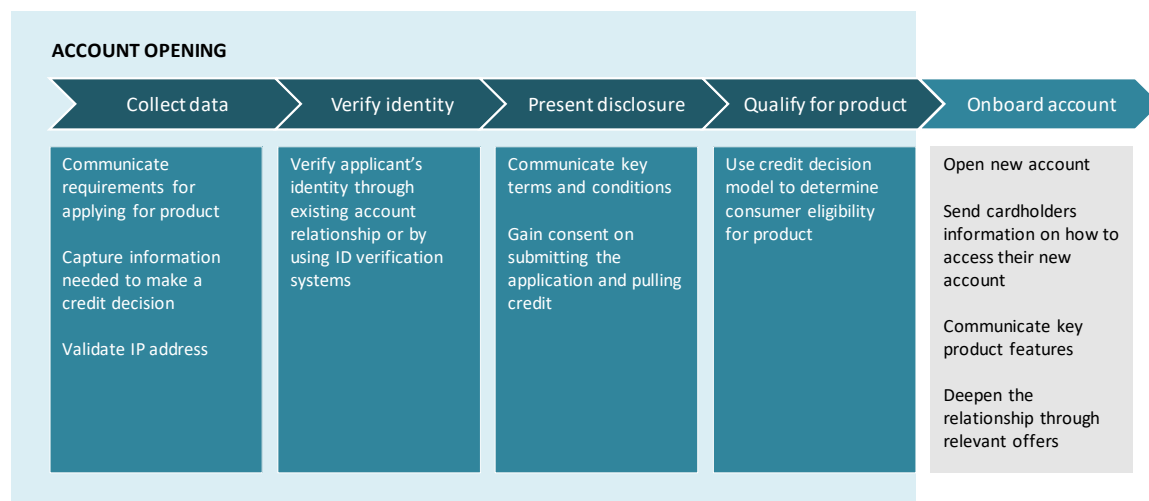 ACCOUNT OPENING
Collect data
Verify identity
Present disclosure
Qualify for product
Onboard account
Communicate
requirements for
applying for product
Capture information
needed to make a
credit decision
Validate IP address
Verify applicant's
identity through
existing account
relationship or by
using ID verification
systems
Communicate key
terms and conditions
Gain consent on
submitting the
application and pulling
credit
Use credit decision
model to determine
consumer eligibility
for product
Open new account
Send cardholders
information on how to
access their new
account
Communicate key
product features
Deepen the
relationship through
relevant offers